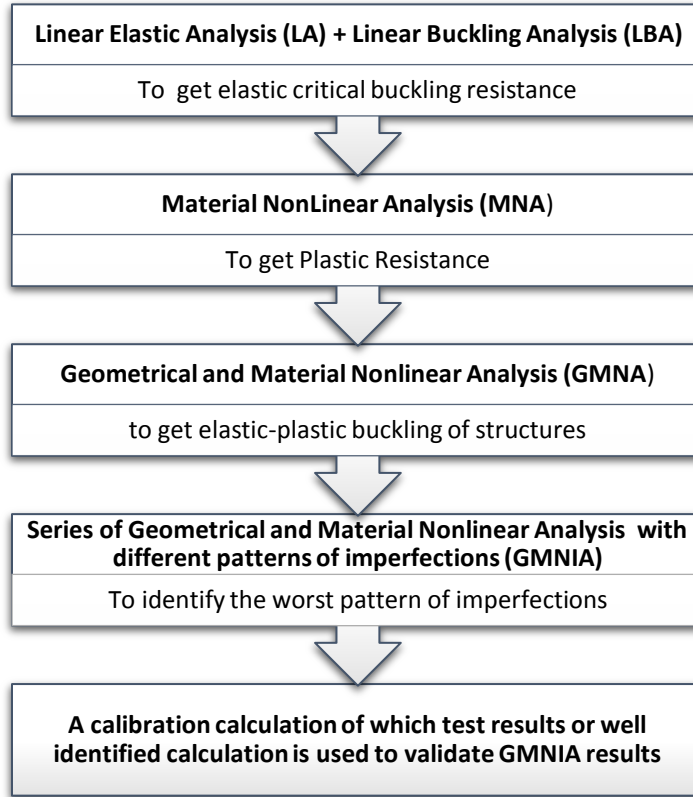 Linear Elastic Analysis (LA) + Linear Buckling Analysis (LBA)
To get elastic critical buckling resistance
Material NonLinear Analysis (MNA)
To get Plastic Resistance
Geometrical and Material Nonlinear Analysis (GMNA)
to get elastic-plastic buckling of structures
Series of Geometrical and Material Nonlinear Analysis with
different patterns of imperfections (GMNIA)
To identify the worst pattern of imperfections
A calibration calculation of which test results or well
identified calculation is used to validate GMNIA results